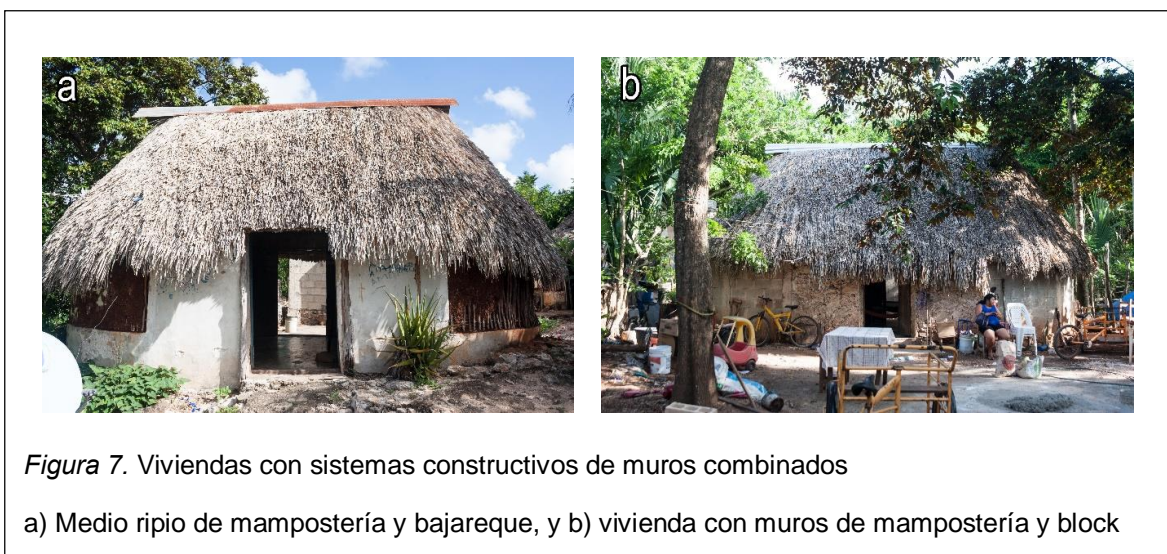 a
b
Figura 7. Viviendas con sistemas constructivos de muros combinados
a) Medio ripio de mampostería y bajareque, y b) vivienda con muros de mampostería y block